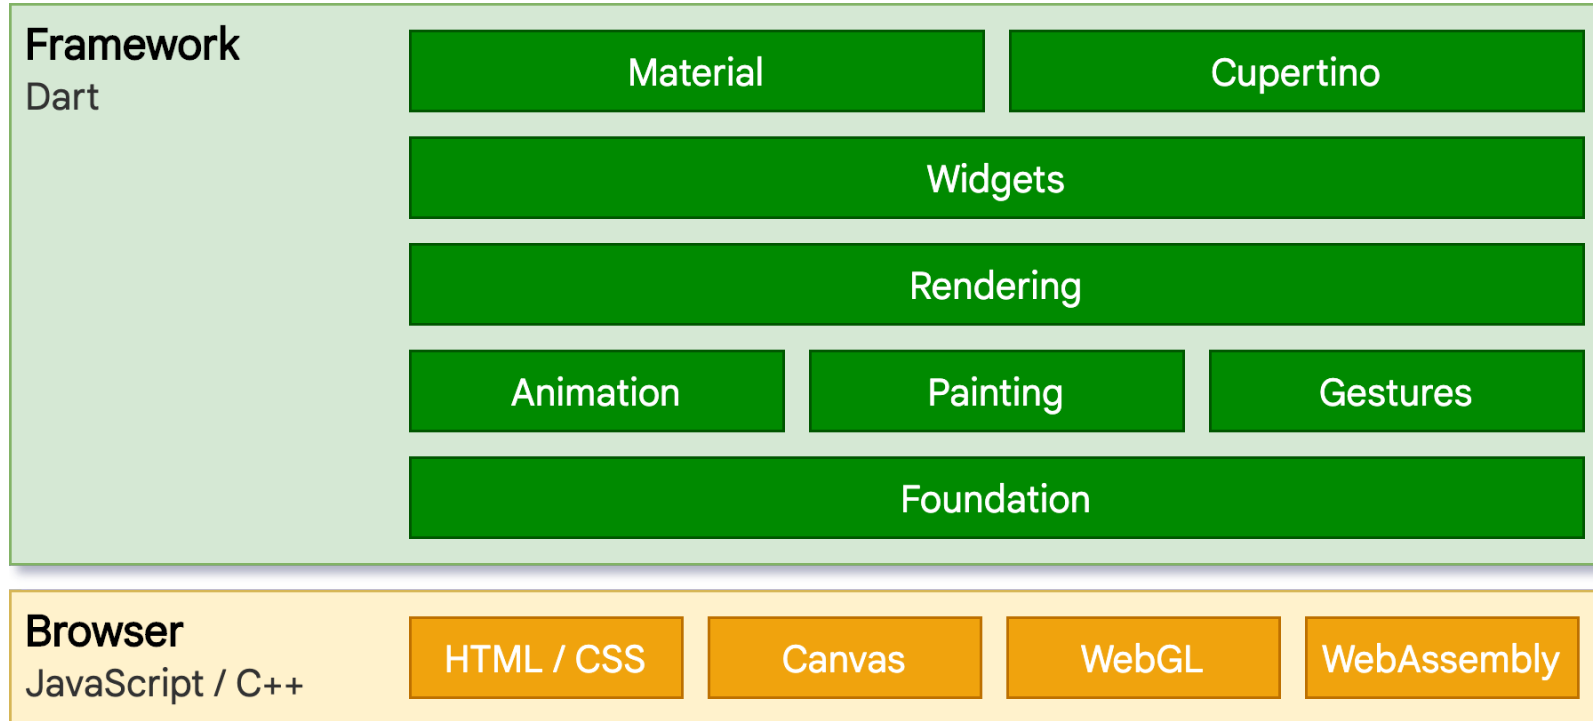 Framework
Dart
Material
Cupertino
Widgets
Rendering
Animation
Painting
Gestures
Foundation
Browser
JavaScript / C++
HTML / CSS
Canvas
WebGL
WebAssembly